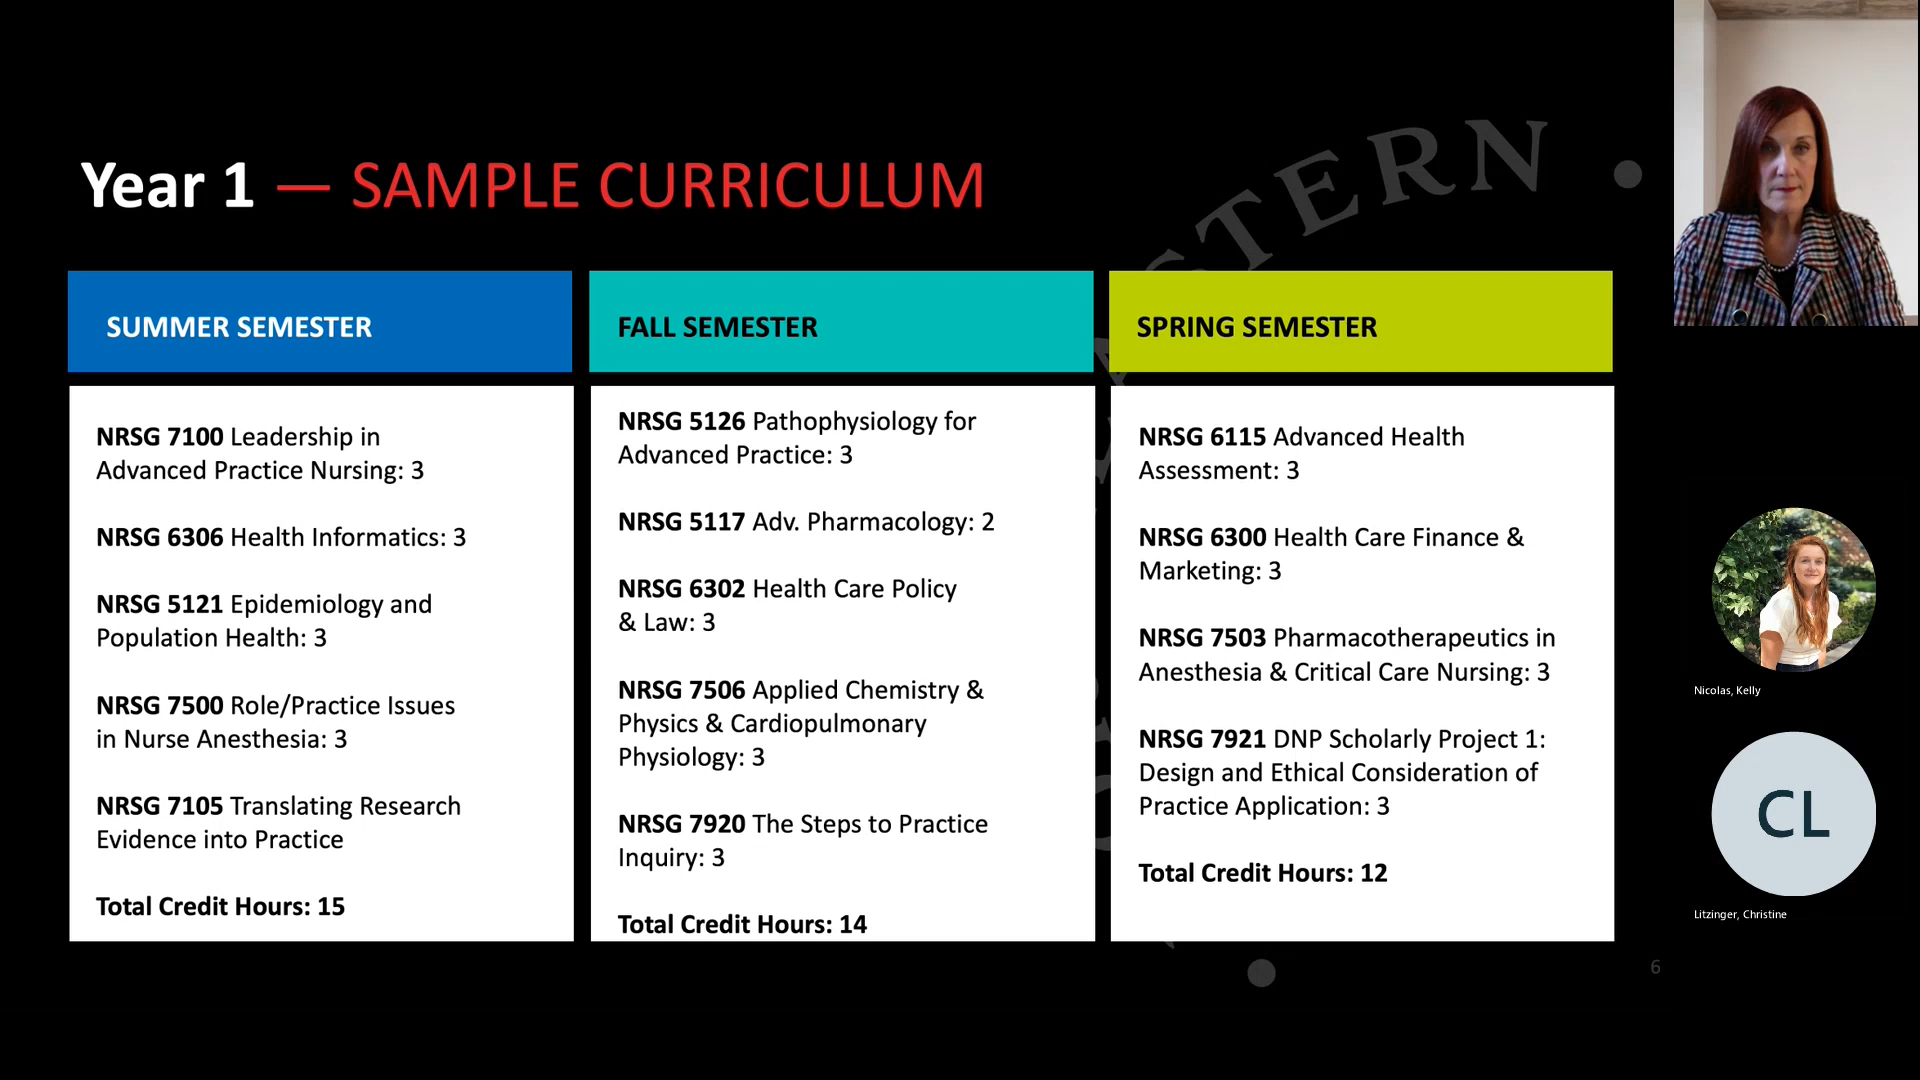 Year 1 — SAMPLE CURRICULUM
SUMMER SEMESTER
NRSG 7100 Leadership in
Advanced Practice Nursing: 3
NRSG 6306 Health Informatics: 3
NRSG 5121 Epidemiology and
Population Health: 3
NRSG 7500 Role/Practice Issues
in Nurse Anesthesia: 3
NRSG 7105 Translating Research
Evidence into Practice
Total Credit Hours: 15
FALL SEMESTER
NRSG 5126 Pathophysiology for
Advanced Practice: 3
NRSG 5117 Adv. Pharmacology: 2
NRSG 6302 Health Care Policy
& Law: 3
NRSG 7506 Applied Chemistry &
Physics & Cardiopulmonary
Physiology: 3
NRSG 7920 The Steps to Practice
Inquiry: 3
Total Credit Hours: 14
SPRING SEMESTER
NRSG 6115 Advanced Health
Assessment: 3
NRSG 6300 Health Care Finance &
Marketing: 3
NRSG 7503 Pharmacotherapeutics in
Anesthesia & Critical Care Nursing: 3
NRSG 7921 DNP Scholarly Project 1:
Design and Ethical Consideration of
Practice Application: 3
Total Credit Hours: 12
6
Nicolas, Kelly
CL
Litzinger, Christine